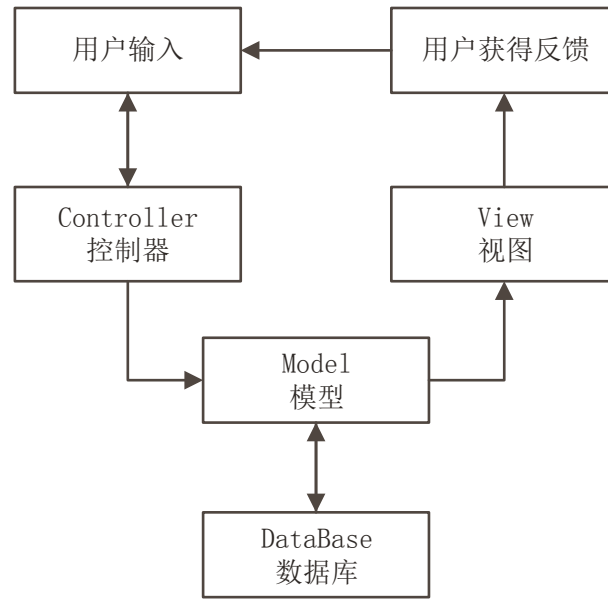 用户输入
用户获得反馈
Controller
控制器
View
视图
Model
模型
DataBase
数据库